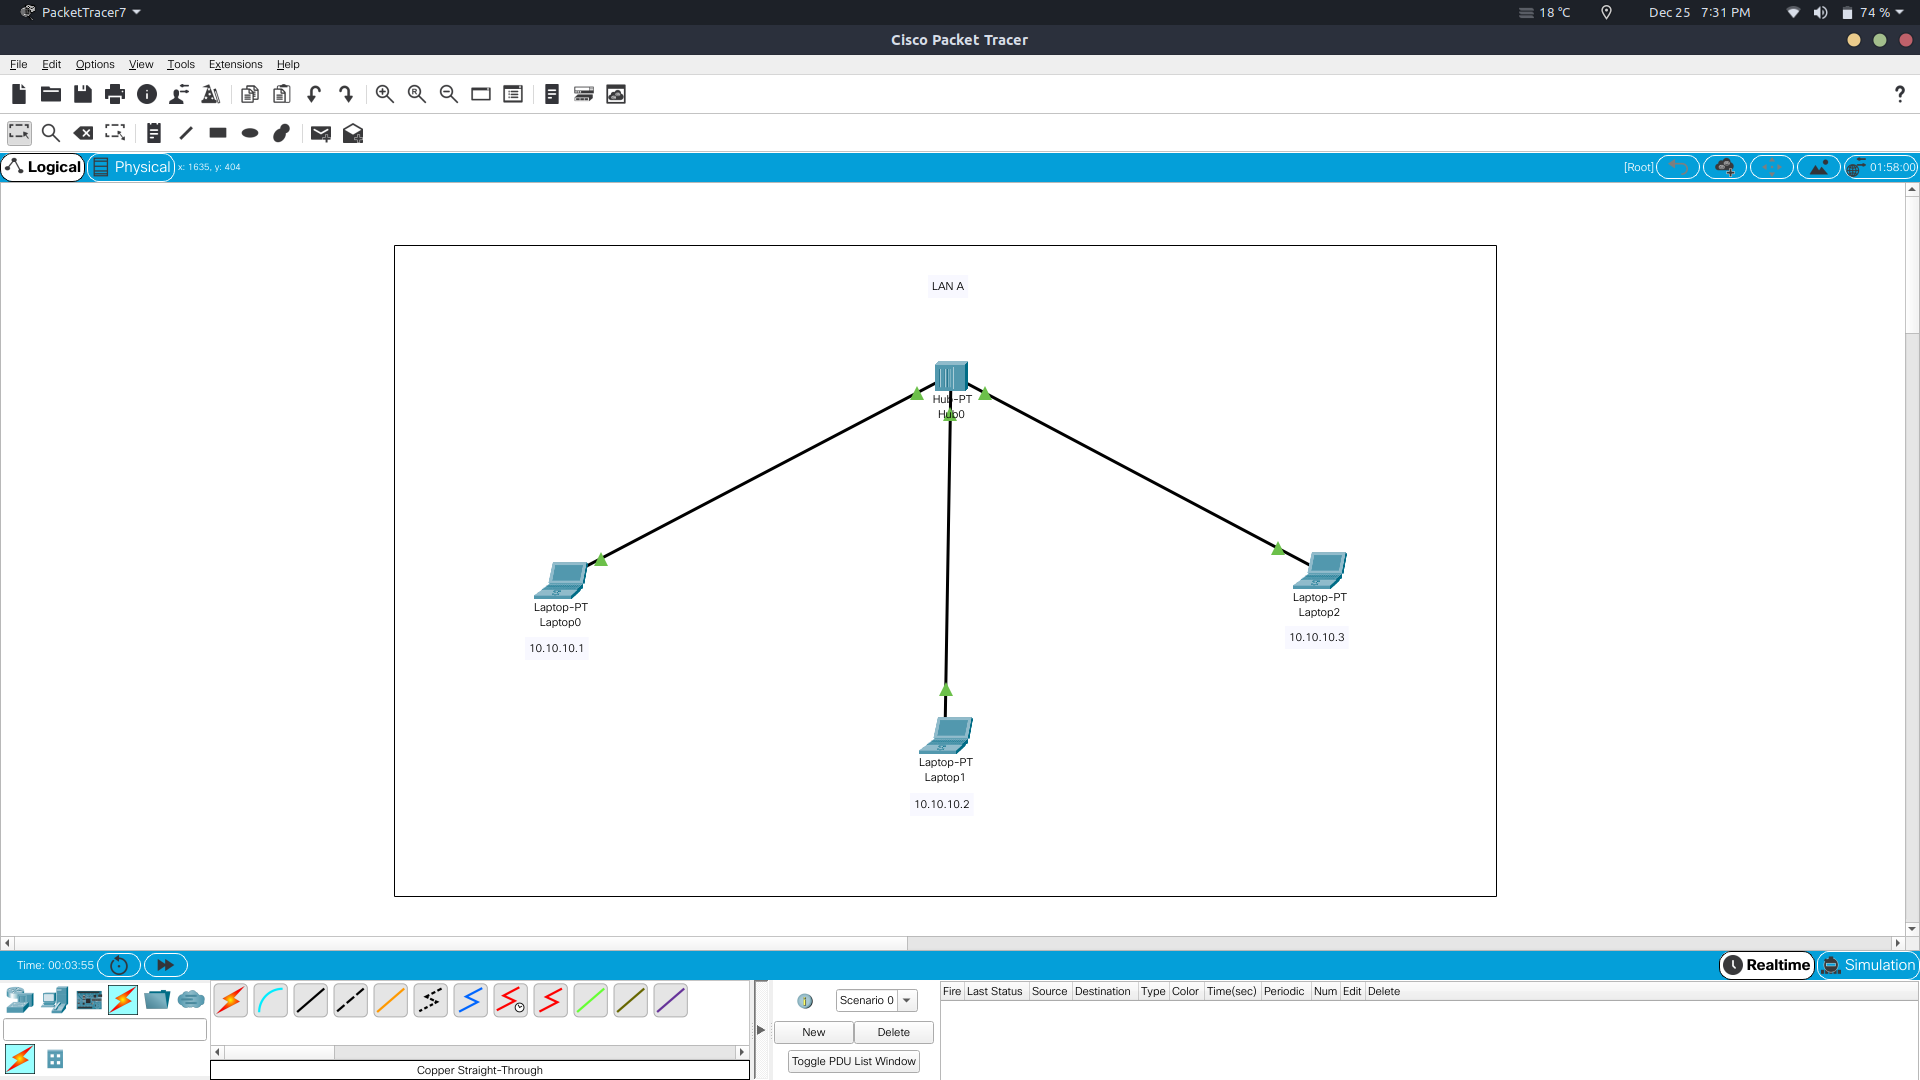 PacketTracer7
18 °C
Dec 25 7:31 PM
74 %
Cisco Packet Tracer
File Edit Options View Tools Extensions Help
?
Logical
Physical
x: 1635, y: 404
[Root]
01:58:00
LAN A
Hub-PT
Hub0
Laptop-PT
Laptop0
10.10.10.1
Laptop-PT
Laptop2
10.10.10.3
Laptop-PT
Laptop1
10.10.10.2
Time: 00:03:55
Realtime
Simulation
Scenario 0
New
Delete
Toggle PDU List Window
Fire Last Status Source Destination Type Color Time(sec) Periodic Num Edit Delete
Copper Straight-Through